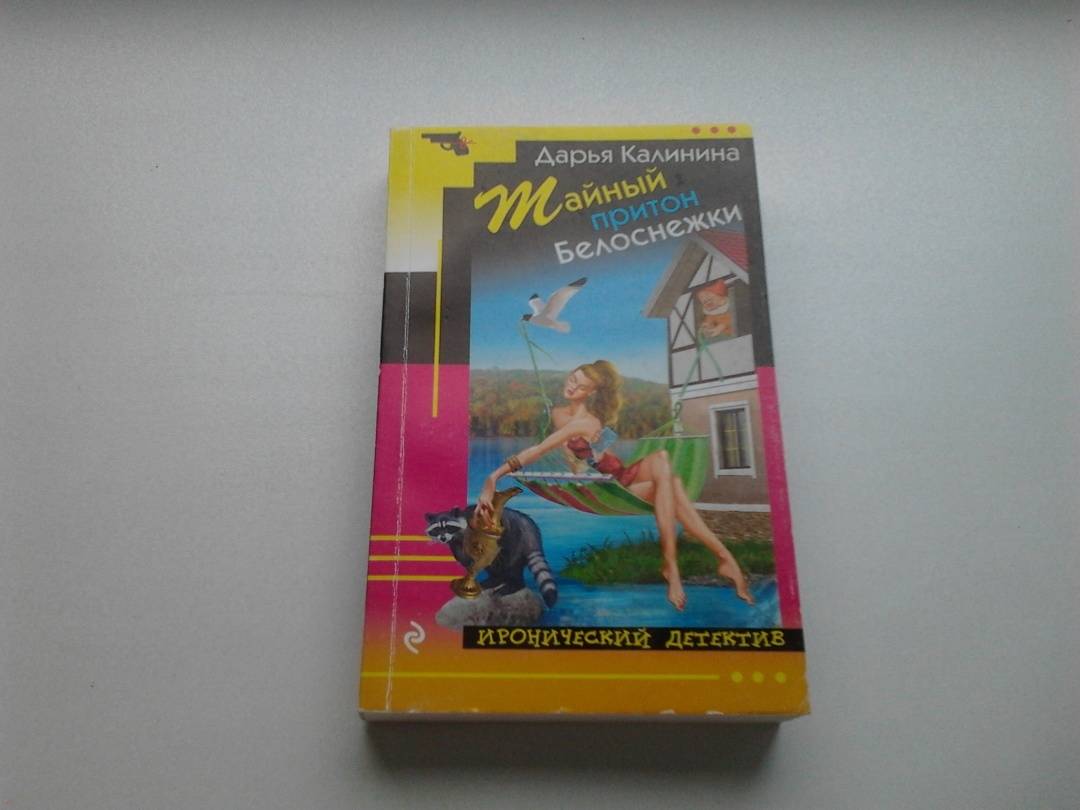 Дарья Калинина
Тайный
притон
Белоснежки
ИРОНИЧЕСКИЙ ДЕТЕКТИВ